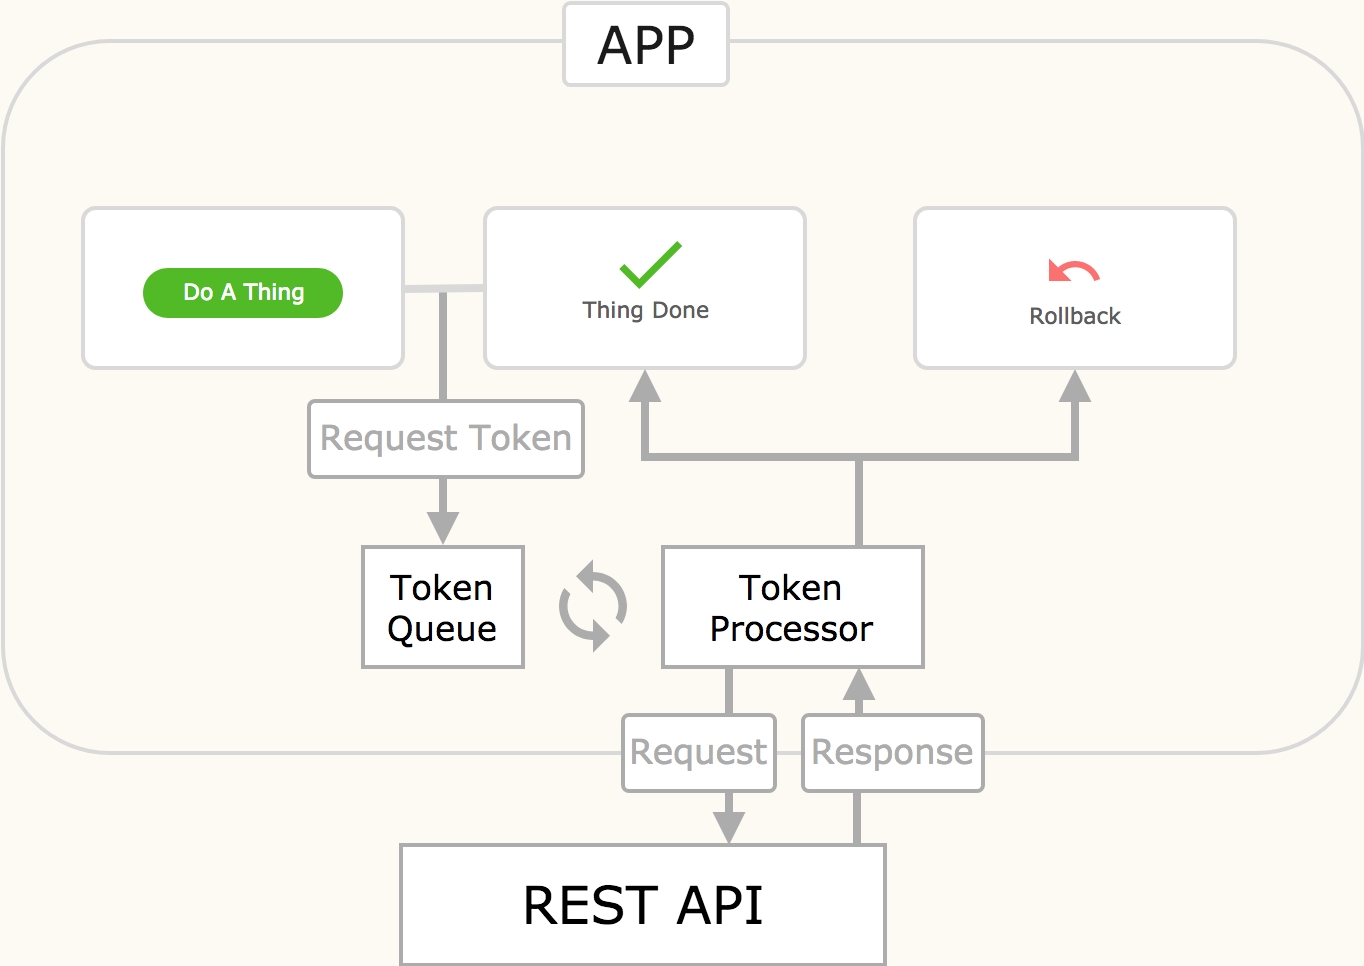 APP
Do A Thing
Thing Done
Rollback
Request Token
Token
Queue
Token
Processor
Request
Response
REST API